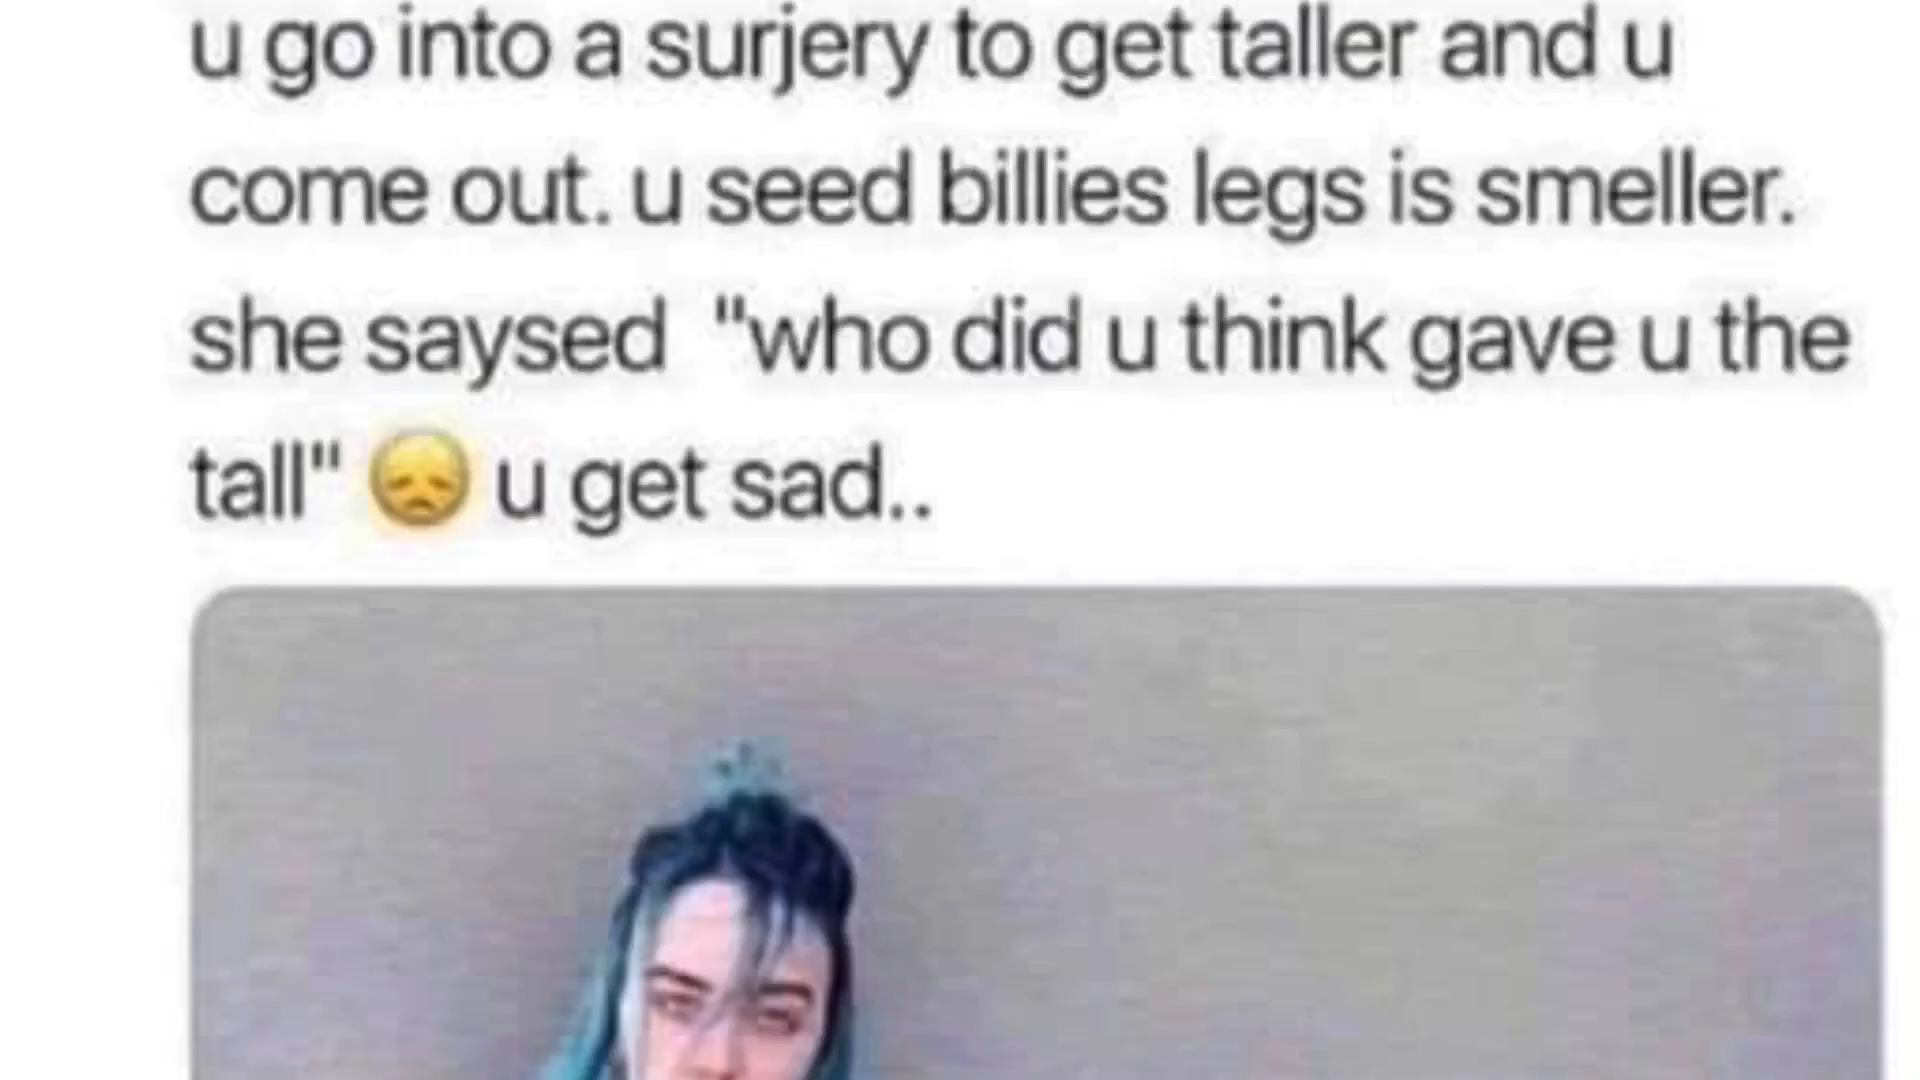 u go into a surjery to get taller and u
come out. u seed billies legs is smeller.
she saysed "who did u think gave u the
tall" 😞 u get sad..